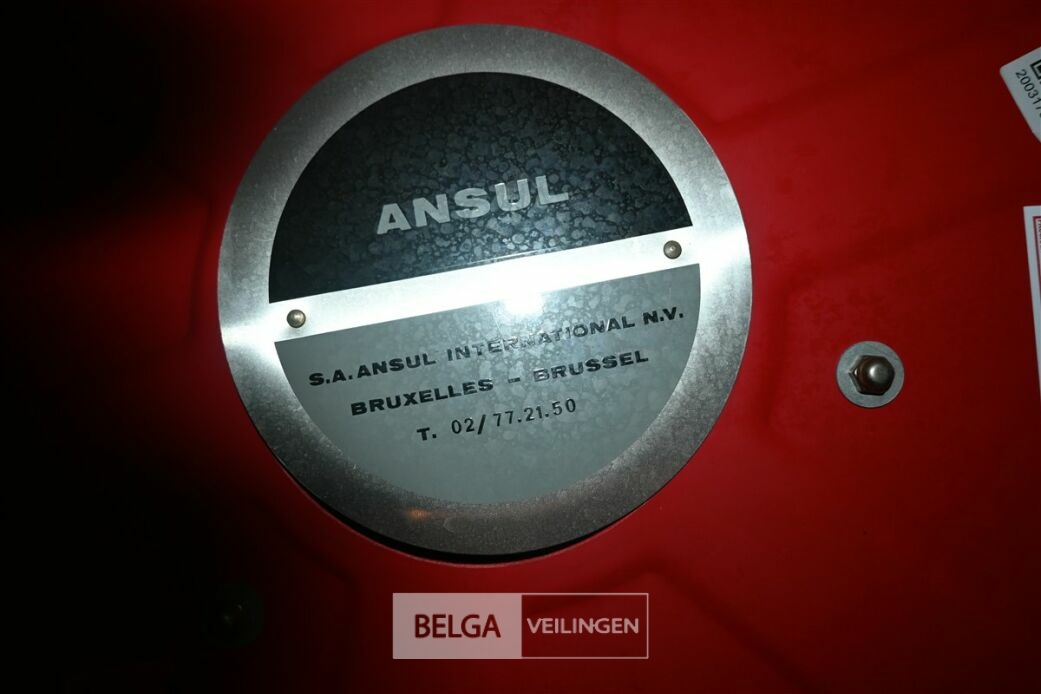 ANSUL
S.A. ANSUL INTERNATIONAL N.V.
BRUXELLES - BRUSSEL
T. 02/77.21.50
BELGA VEILINGEN